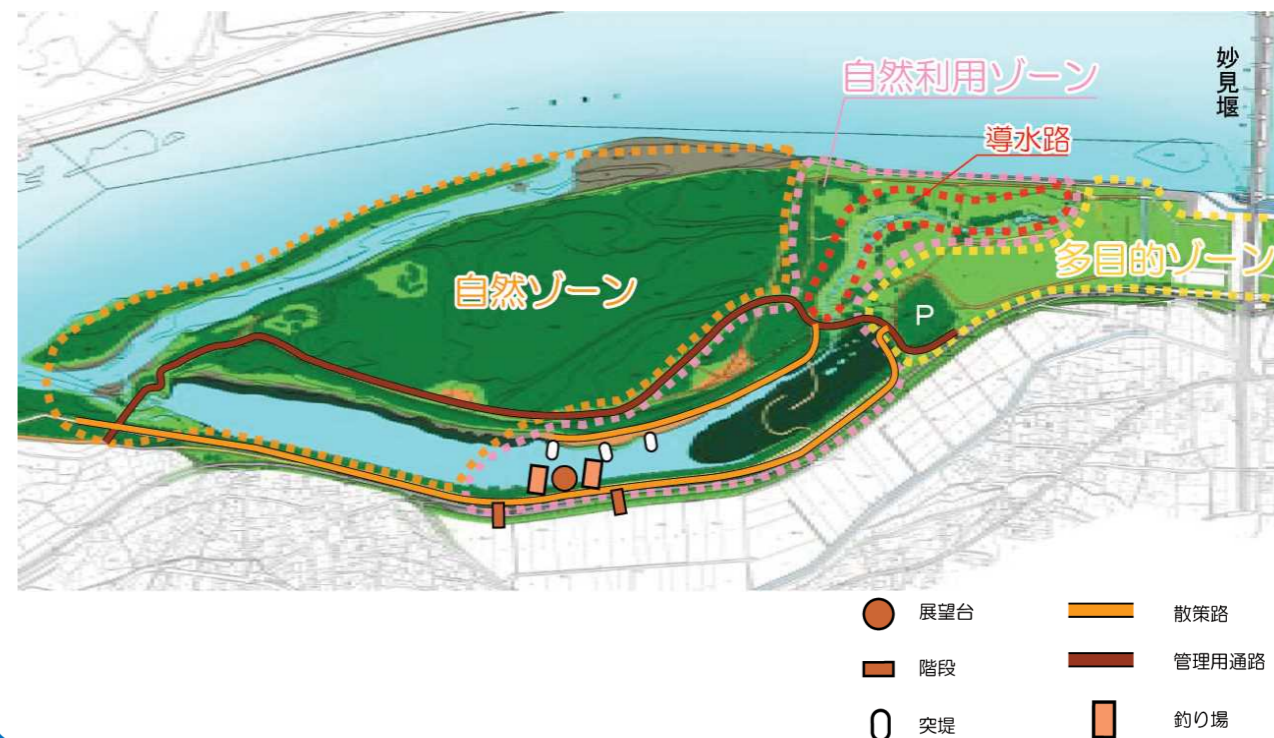 妙見堰
自然利用ゾーン
導水路
多目的ゾーン
自然ゾーン
P
展望台
散策路
階段
管理用通路
突堤
釣り場